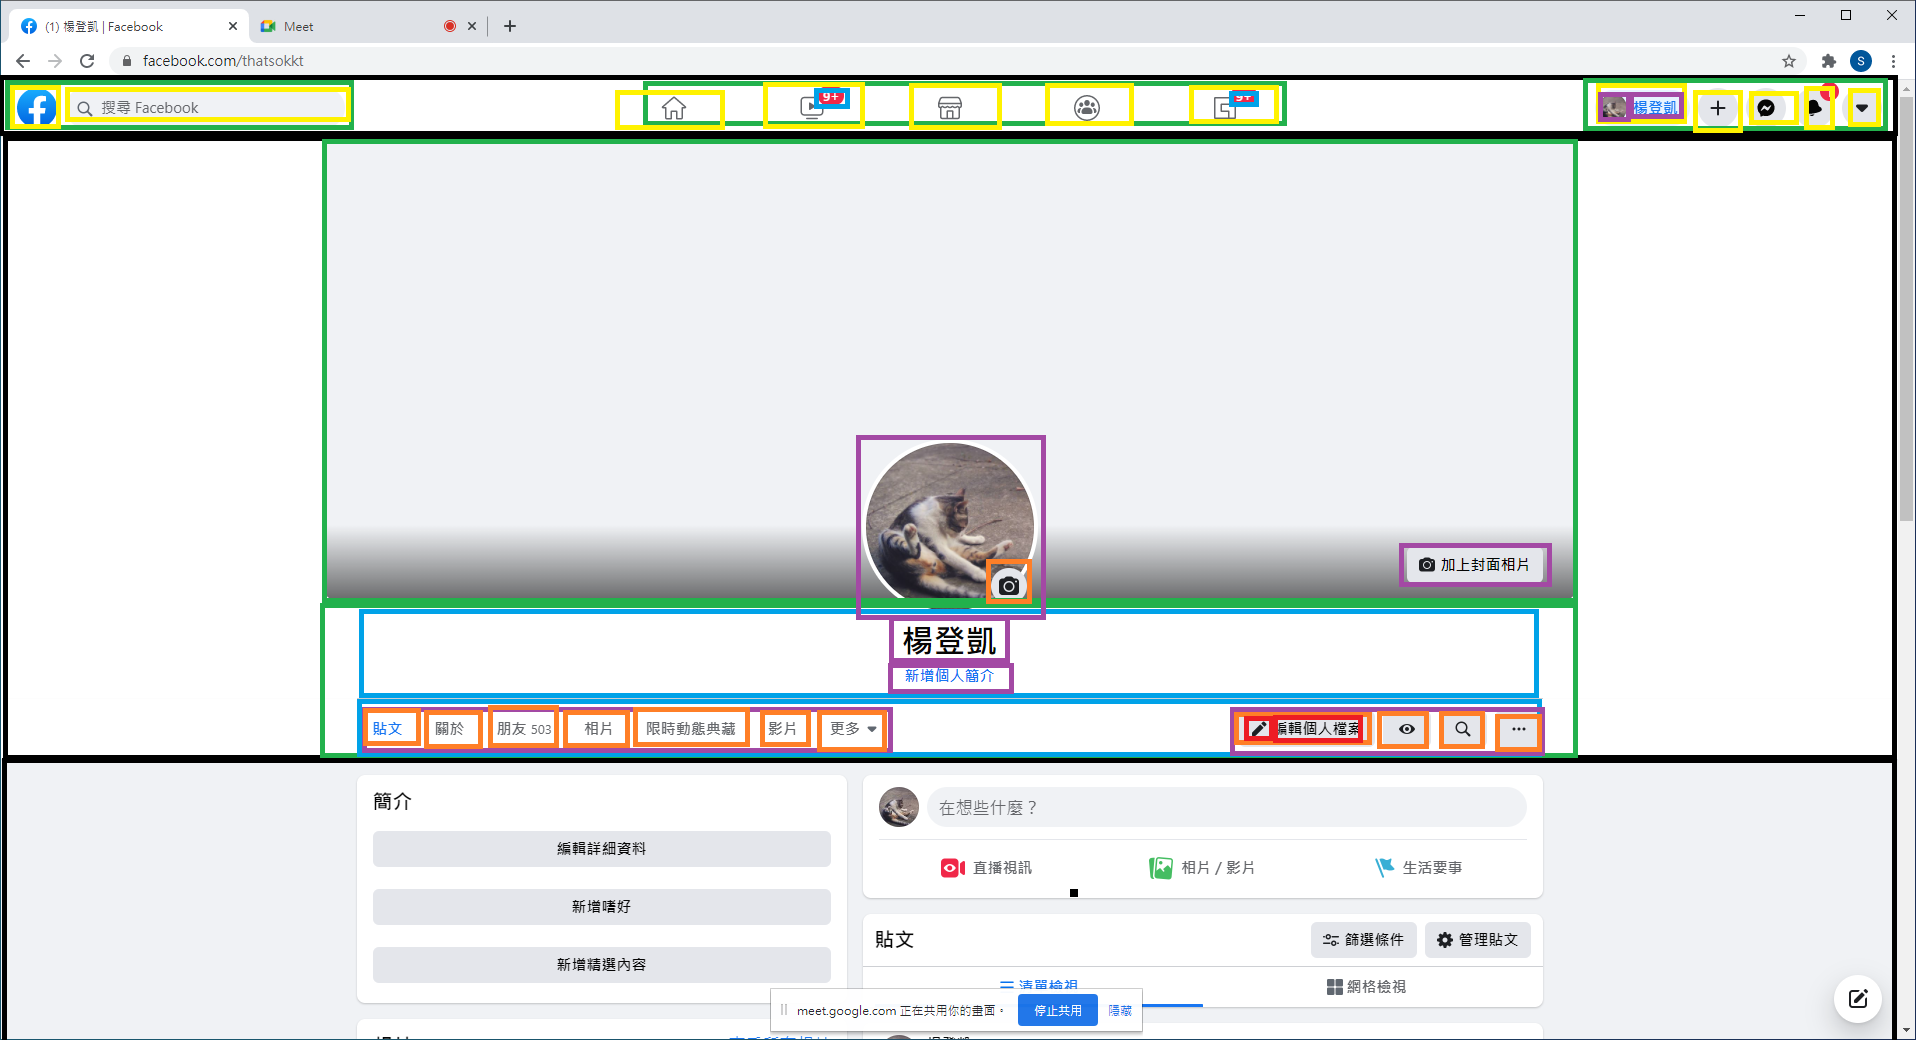 (1) 楊登凱 | Facebook
Meet
facebook.com/thatsokkt
S
搜尋 Facebook
9+
9+
楊登凱
加上封面相片
楊登凱
新增個人簡介
貼文
關於
朋友 503
相片
限時動態典藏
影片
更多
編輯個人檔案
簡介
編輯詳細資料
新增嗜好
新增精選內容
在想些什麼？
直播視訊
相片 / 影片
生活要事
貼文
篩選條件
管理貼文
清單檢視
網格檢視
meet.google.com 正在共用你的畫面。
停止共用
隱藏